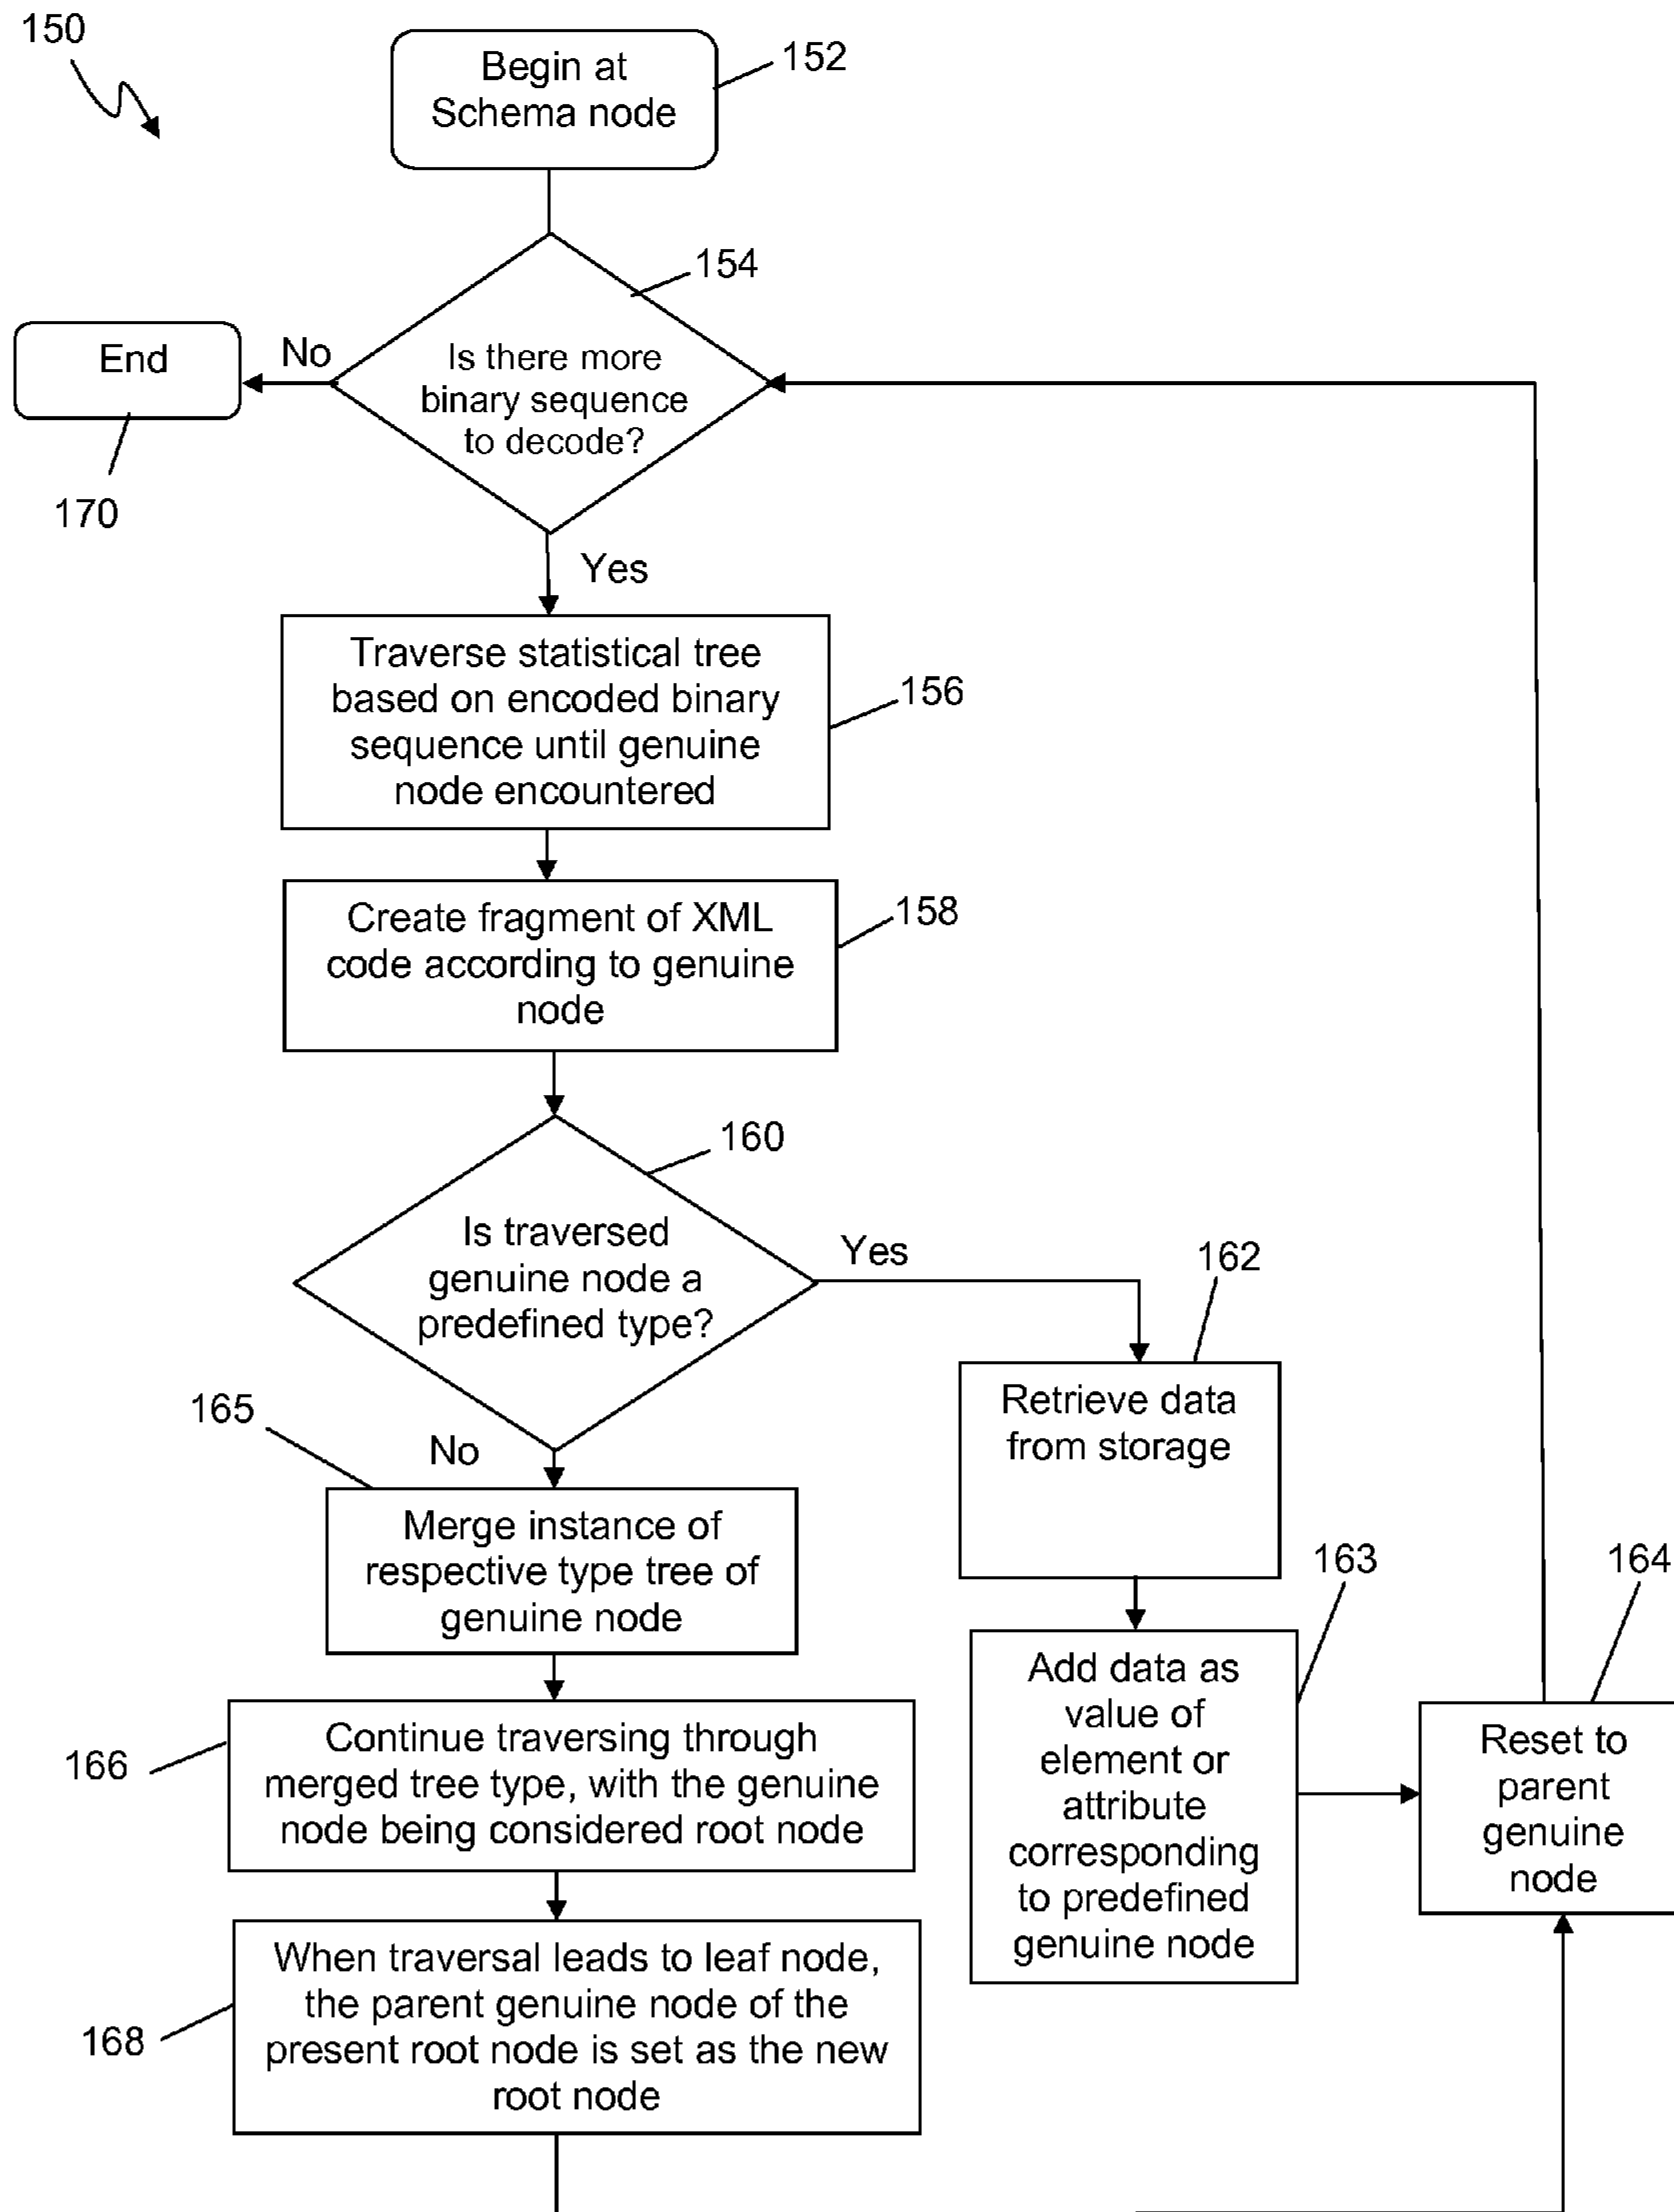 150
Begin at
Schema node
152
154
Is there more
binary sequence
to decode?
No
End
170
Yes
Traverse statistical tree
based on encoded binary
sequence until genuine
node encountered
156
Create fragment of XML
code according to genuine
node
158
160
Is traversed
genuine node a
predefined type?
Yes
162
Retrieve data
from storage
165
No
Merge instance of
respective type tree of
genuine node
163
Add data as
value of
element or
attribute
corresponding
to predefined
genuine node
164
Reset to
parent
genuine
node
166
Continue traversing through
merged tree type, with the genuine
node being considered root node
168
When traversal leads to leaf node,
the parent genuine node of the
present root node is set as the new
root node